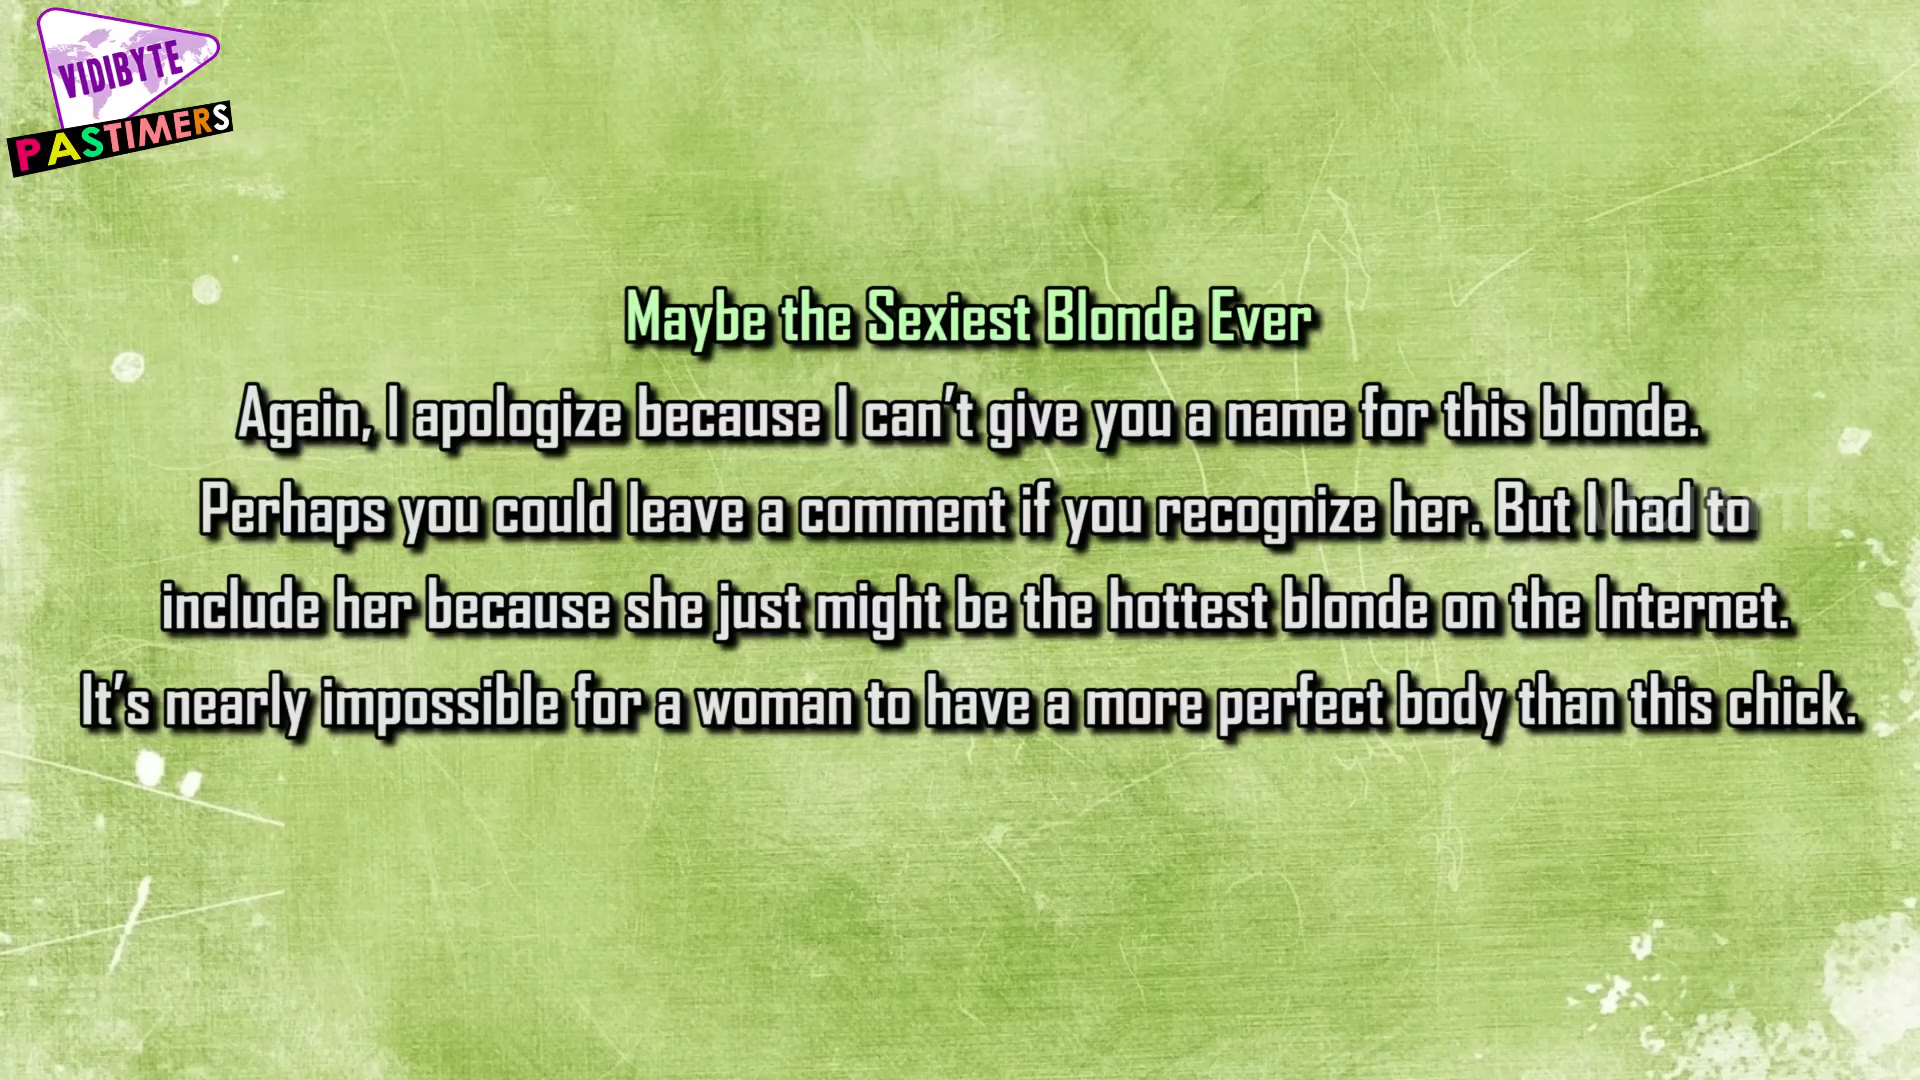 VIDIBYTE
PASTIMERS
Maybe the Sexiest Blonde Ever
Again, I apologize because I can't give you a name for this blonde.
Perhaps you could leave a comment if you recognize her. But I had to
include her because she just might be the hottest blonde on the Internet.
It's nearly impossible for a woman to have a more perfect body than this chick.